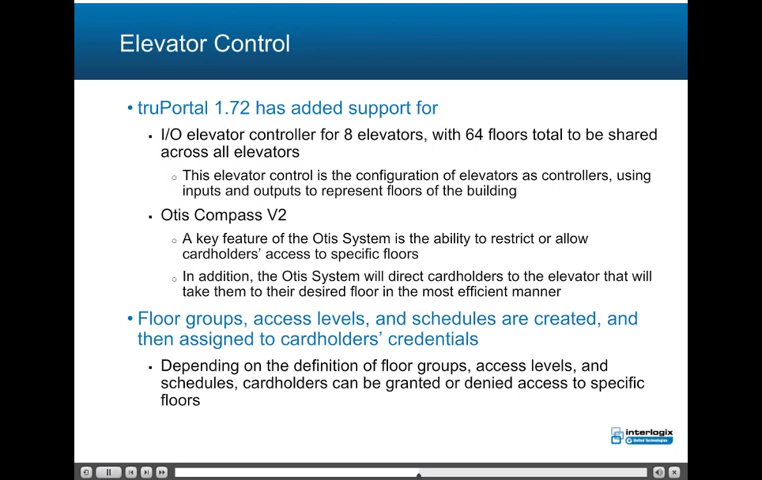 Elevator Control
• truPortal 1.72 has added support for
▪ I/O elevator controller for 8 elevators, with 64 floors total to be shared
across all elevators
○ This elevator control is the configuration of elevators as controllers, using
inputs and outputs to represent floors of the building
▪ Otis Compass V2
○ A key feature of the Otis System is the ability to restrict or allow
cardholders' access to specific floors
○ In addition, the Otis System will direct cardholders to the elevator that will
take them to their desired floor in the most efficient manner
• Floor groups, access levels, and schedules are created, and
then assigned to cardholders' credentials
▪ Depending on the definition of floor groups, access levels, and
schedules, cardholders can be granted or denied access to specific
floors
interlogix
United Technologies